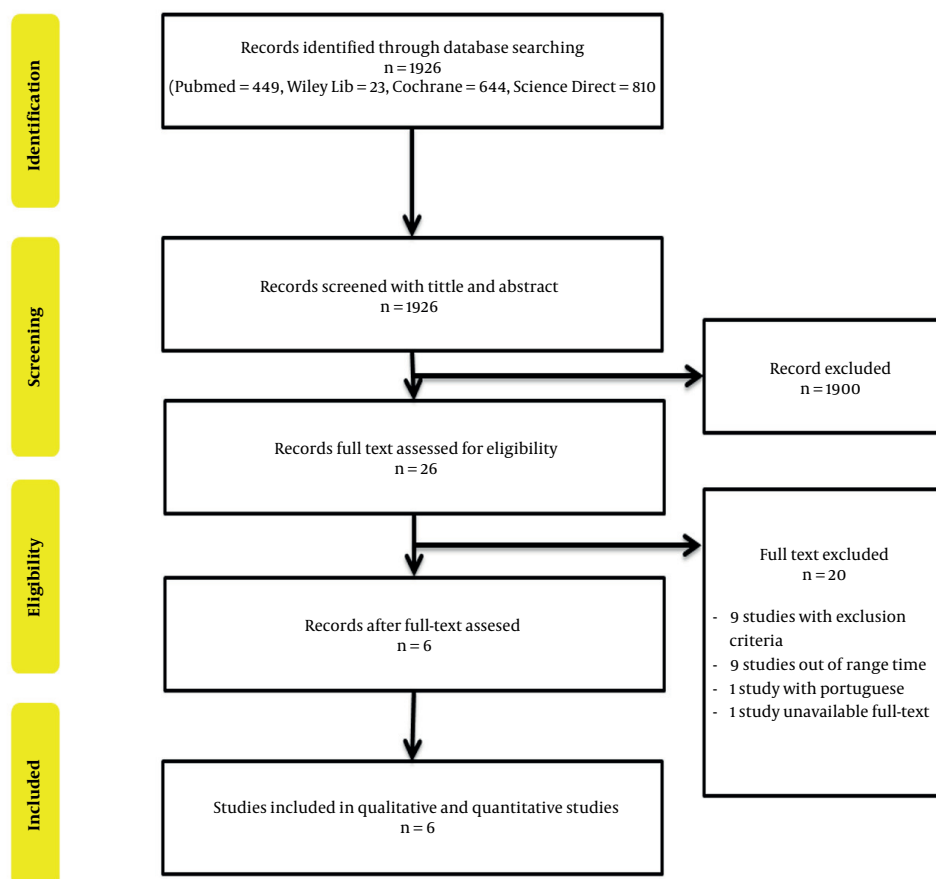 Identification
Records identified through database searching
n = 1926
(Pubmed = 449, Wiley Lib = 23, Cochrane = 644, Science Direct = 810
Screening
Records screened with tittle and abstract
n = 1926
Record excluded
n = 1900
Records full text assessed for eligibility
n = 26
Eligibility
Full text excluded
n = 20
- 9 studies with exclusion
criteria
- 9 studies out of range time
- 1 study with portuguese
- 1 study unavailable full-text
Records after full-text assesed
n = 6
Included
Studies included in qualitative and quantitative studies
n = 6